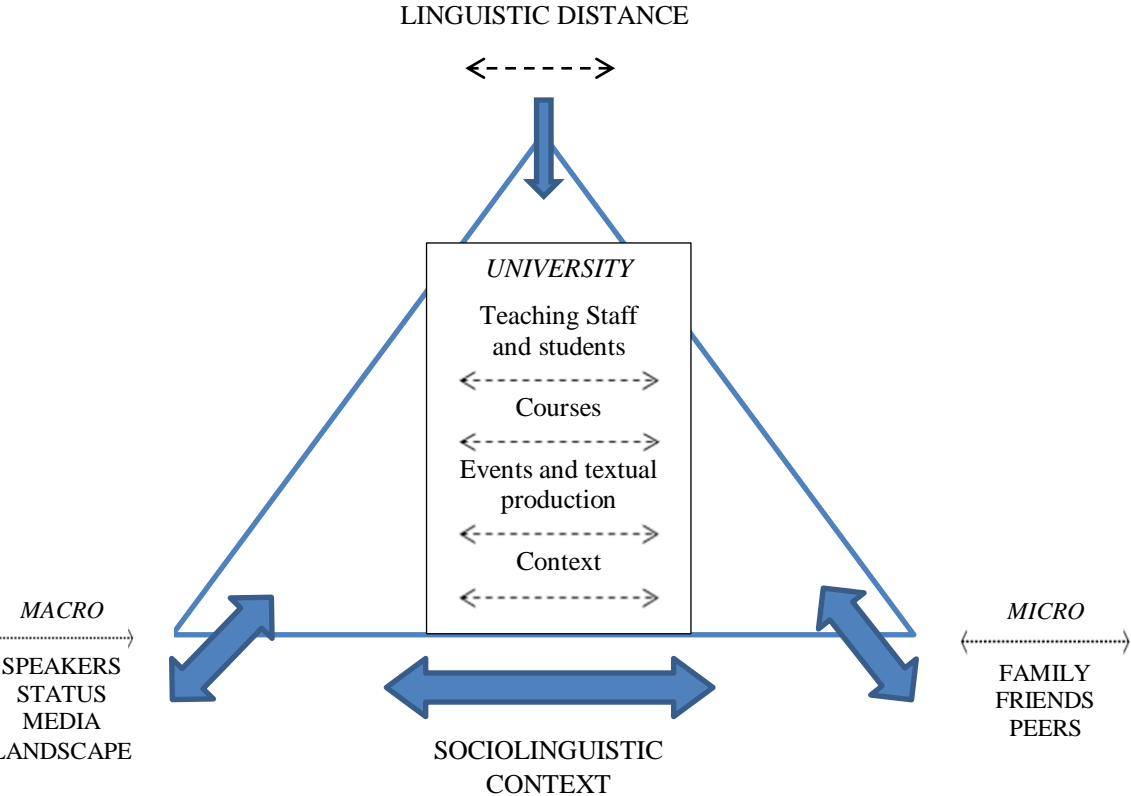 LINGUISTIC DISTANCE
UNIVERSITY
Teaching Staff
and students
Courses
Events and textual
production
Context
MACRO
SPEAKERS
STATUS
MEDIA
LANDSCAPE
MICRO
FAMILY
FRIENDS
PEERS
SOCIOLINGUISTIC
CONTEXT